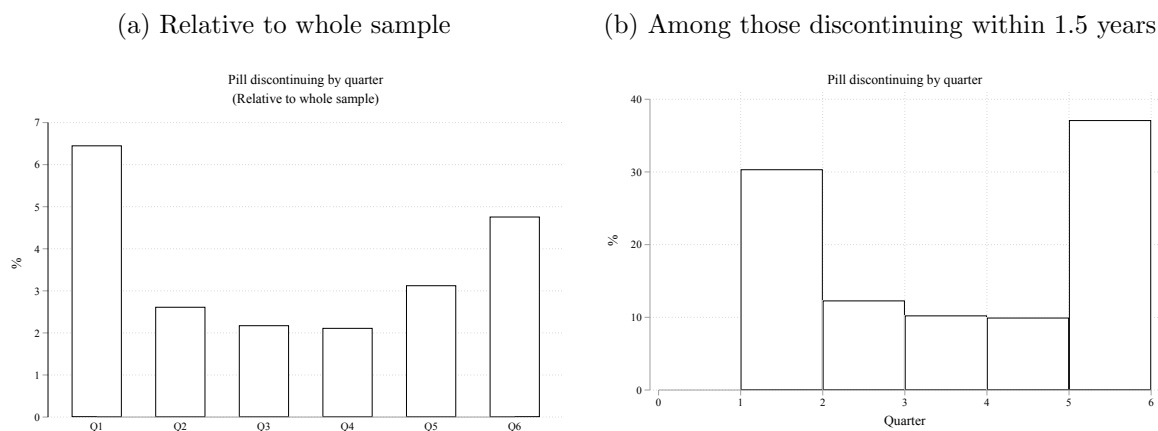 (a) Relative to whole sample
Pill discontinuing by quarter
(Relative to whole sample)
7
6
5
4
3
2
1
0
%
Q1 Q2 Q3 Q4 Q5 Q6
(b) Among those discontinuing within 1.5 years
Pill discontinuing by quarter
40
30
20
10
0
%
0 1 2 3 4 5 6
Quarter